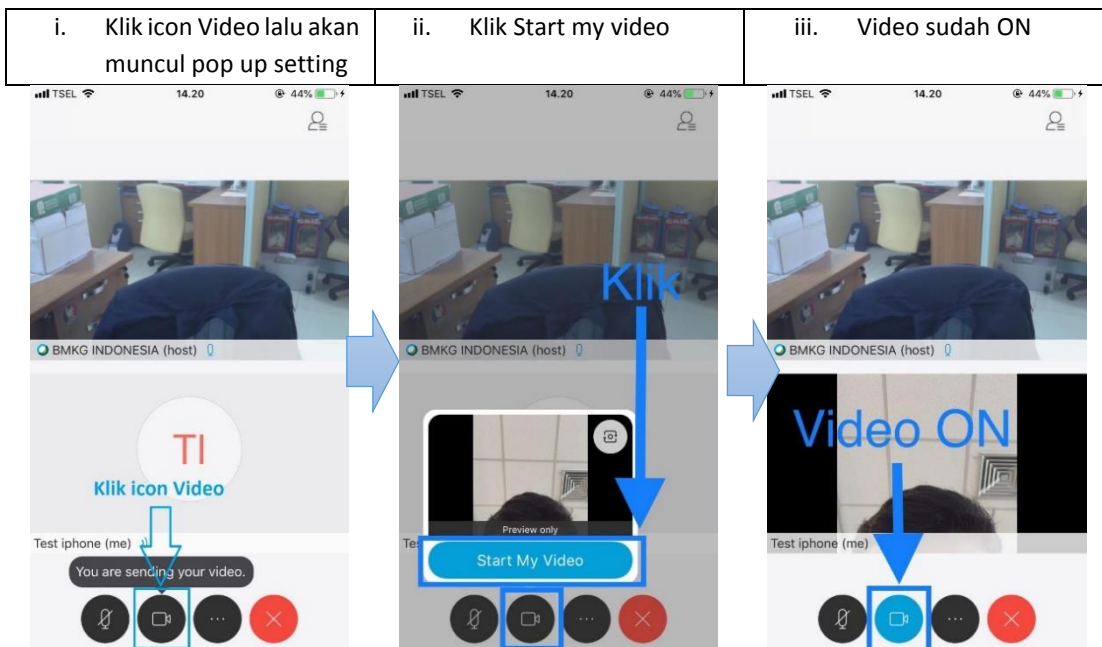 i. Klik icon Video lalu akan
muncul pop up setting
ii. Klik Start my video
iii. Video sudah ON
TSEL 14.20 44%
BMKG INDONESIA (host)
TI
Klik icon Video
Test iphone (me)
You are sending your video.
TSEL 14.20 44%
Klik
BMKG INDONESIA (host)
Preview only
Te
Start My Video
TSEL 14.20 44%
BMKG INDONESIA (host)
Video ON
Test iphone (me)